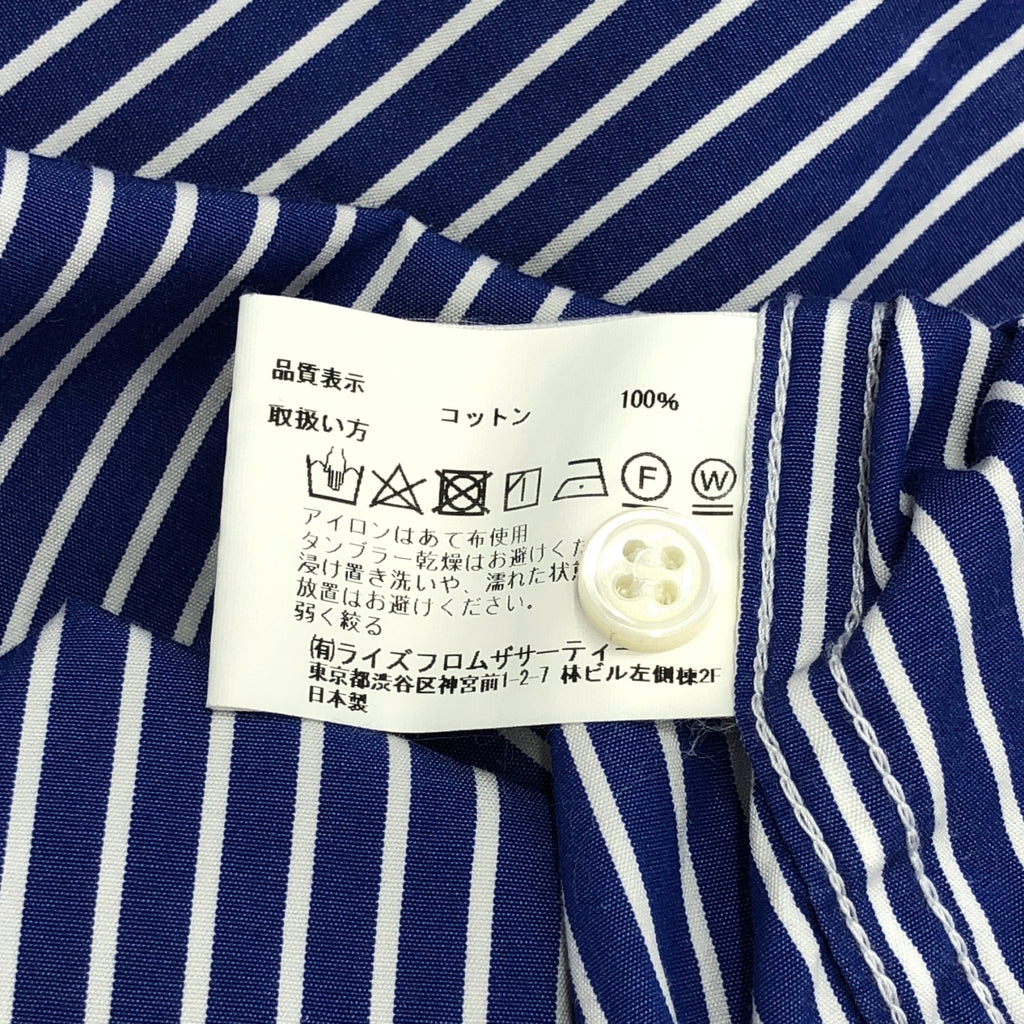 品質表示
コットン 100%
取扱い方
F W
アイロンはあて布使用
タンブラー乾燥はお避けくだ
浸け置き洗いや、濡れた状態
放置はお避けください。
弱く絞る
㈲ライズフロムザサーティー
東京都渋谷区神宮前1-2-7 林ビル左側棟2F
日本製